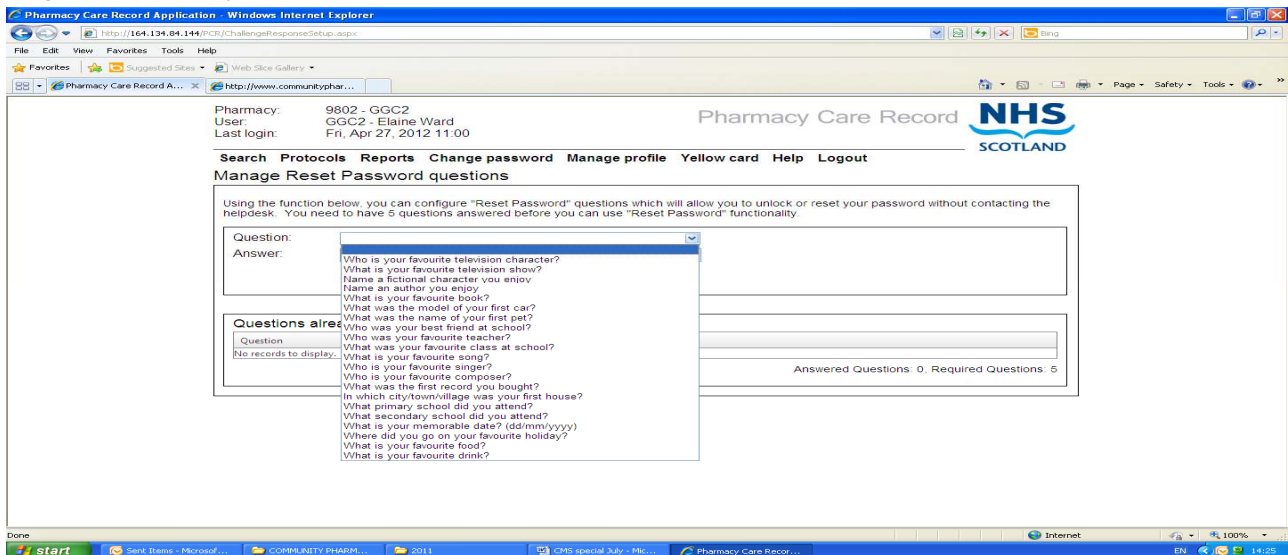 Pharmacy Care Record Application - Windows Internet Explorer
http://164.134.84.144/PCR/ChallengeResponseSetup.aspx
Bing
File Edit View Favorites Tools Help
Favorites Suggested Sites Web Slice Gallery
Pharmacy Care Record A... http://www.communityphar... Page Safety Tools
Pharmacy: 9802 - GGC2
User: GGC2 - Elaine Ward
Last login: Fri, Apr 27, 2012 11:00
Pharmacy Care Record
NHS
SCOTLAND
Search Protocols Reports Change password Manage profile Yellow card Help Logout
Manage Reset Password questions
Using the function below, you can configure "Reset Password" questions which will allow you to unlock or reset your password without contacting the
helpdesk. You need to have 5 questions answered before you can use "Reset Password" functionality.
Question:
Answer:
Who is your favourite television character?
What is your favourite television show?
Name a fictional character you enjoy
Name an author you enjoy
What is your favourite book?
What was the model of your first car?
What was the name of your first pet?
Who was your best friend at school?
Who was your favourite teacher?
What was your favourite class at school?
What is your favourite song?
Who is your favourite singer?
Who is your favourite composer?
What was the first record you bought?
In which city/town/village was your first house?
What primary school did you attend?
What secondary school did you attend?
What is your memorable date? (dd/mm/yyyy)
Where did you go on your favourite holiday?
What is your favourite food?
What is your favourite drink?
Questions alre
Question
No records to display.
Answered Questions: 0, Required Questions: 5
Done Internet 100%
start Sent Items - Microsof... COMMUNITY PHARM... 2011 CMS special July - Mic... Pharmacy Care Recor... EN 14:25